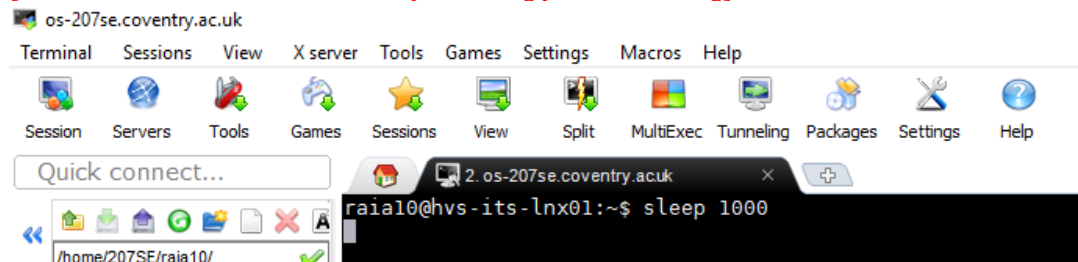 os-207se.coventry.ac.uk
Terminal Sessions View X server Tools Games Settings Macros Help
Session Servers Tools Games Sessions View Split MultiExec Tunneling Packages Settings Help
Quick connect...
2. os-207se.coventry.ac.uk
raia10@hvs-its-lnx01:~$ sleep 1000
/home/207SE/raia10/